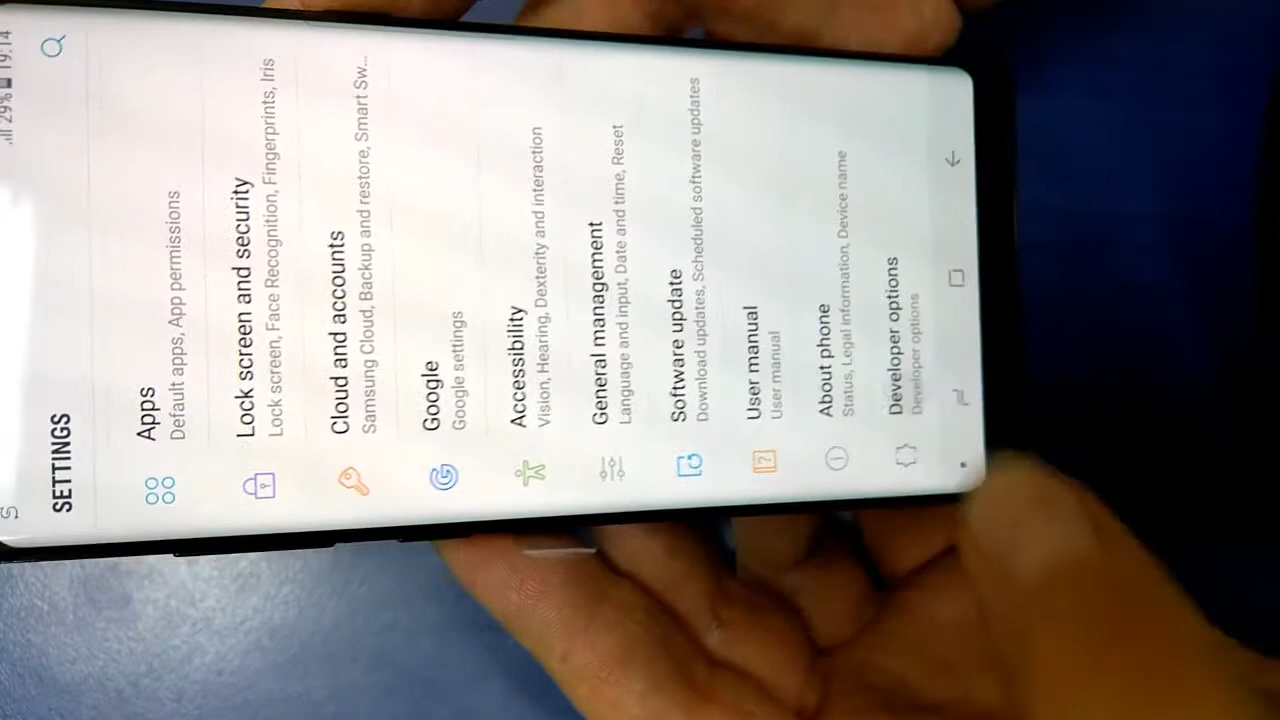 29% 19:14
SETTINGS
Apps
Default apps, App permissions
Lock screen and security
Lock screen, Face Recognition, Fingerprints, Iris
Cloud and accounts
Samsung Cloud, Backup and restore, Smart Sw...
Google
Google settings
Accessibility
Vision, Hearing, Dexterity and interaction
General management
Language and input, Date and time, Reset
Software update
Download updates, Scheduled software updates
User manual
User manual
About phone
Status, Legal information, Device name
Developer options
Developer options